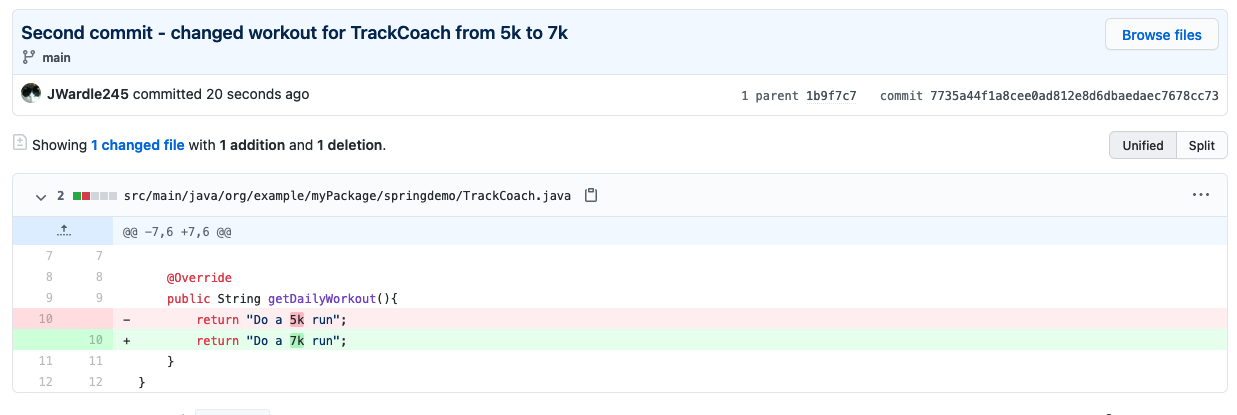 Second commit - changed workout for TrackCoach from 5k to 7k
Browse files
main
JWardle245 committed 20 seconds ago
1 parent 1b9f7c7 commit 7735a44f1a8cee0ad812e8d6dbaedaec7678cc73
Showing 1 changed file with 1 addition and 1 deletion.
Unified Split
2 src/main/java/org/example/myPackage/springdemo/TrackCoach.java
@@ -7,6 +7,6 @@
7 7
8 8 @Override
9 9 public String getDailyWorkout(){
10 - return "Do a 5k run";
10 + return "Do a 7k run";
11 11 }
12 12 }